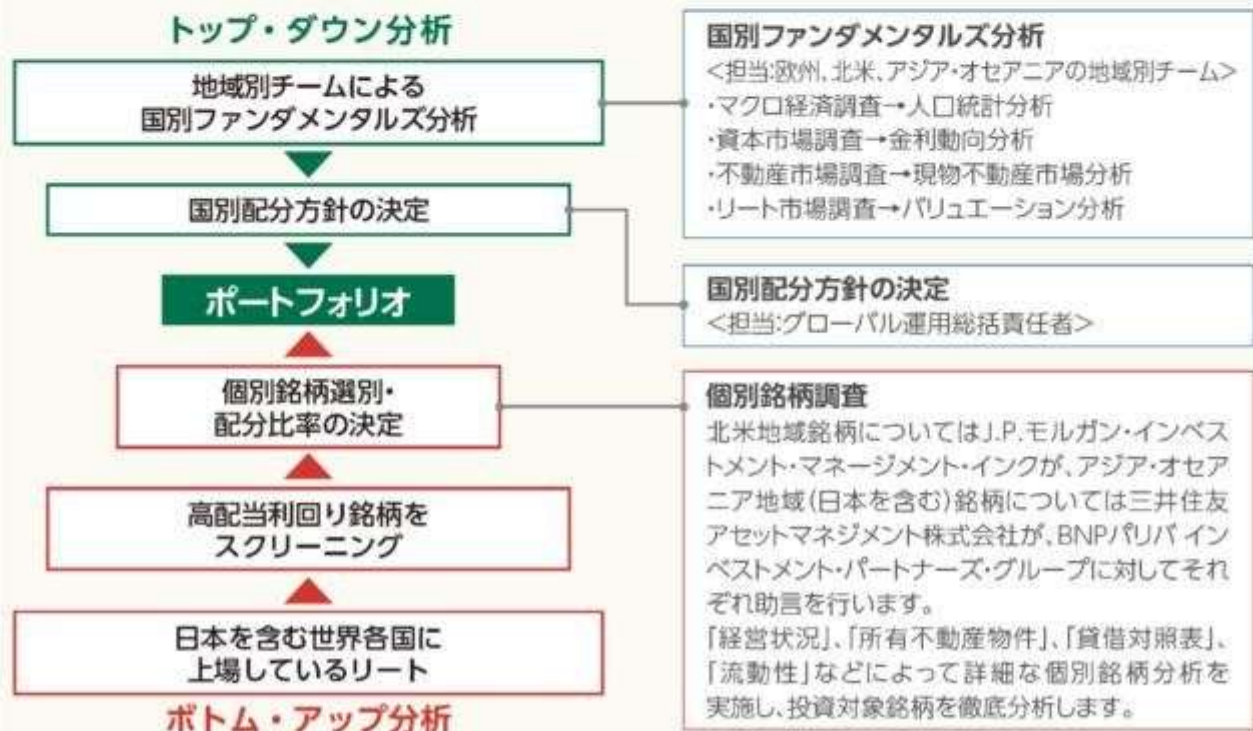 トップ・ダウン分析
地域別チームによる
国別ファンダメンタルズ分析
国別配分方針の決定
ポートフォリオ
個別銘柄選別・
配分比率の決定
高配当利回り銘柄を
スクリーニング
日本を含む世界各国に
上場しているリート
ボトム・アップ分析
国別ファンダメンタルズ分析
<担当:欧州、北米、アジア・オセアニアの地域別チーム>
・マクロ経済調査→人口統計分析
・資本市場調査→金利動向分析
・不動産市場調査→現物不動産市場分析
・リート市場調査→バリュエーション分析
国別配分方針の決定
<担当:グローバル運用総括責任者>
個別銘柄調査
北米地域銘柄についてはJ.P.モルガン・インベス
トメント・マネージメント・インクが、アジア・オセア
ニア地域(日本を含む)銘柄については三井住友
アセットマネジメント株式会社が、BNPパリバ イン
ベストメント・パートナーズ・グループに対してそれ
ぞれ助言を行います。
「経営状況」、「所有不動産物件」、「貸借対照表」、
「流動性」などによって詳細な個別銘柄分析を
実施し、投資対象銘柄を徹底分析します。